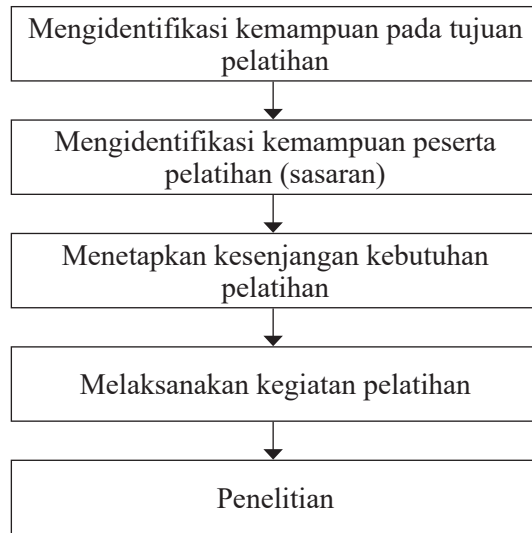 Mengidentifikasi kemampuan pada tujuan
pelatihan
Mengidentifikasi kemampuan peserta
pelatihan (sasaran)
Menetapkan kesenjangan kebutuhan
pelatihan
Melaksanakan kegiatan pelatihan
Penelitian